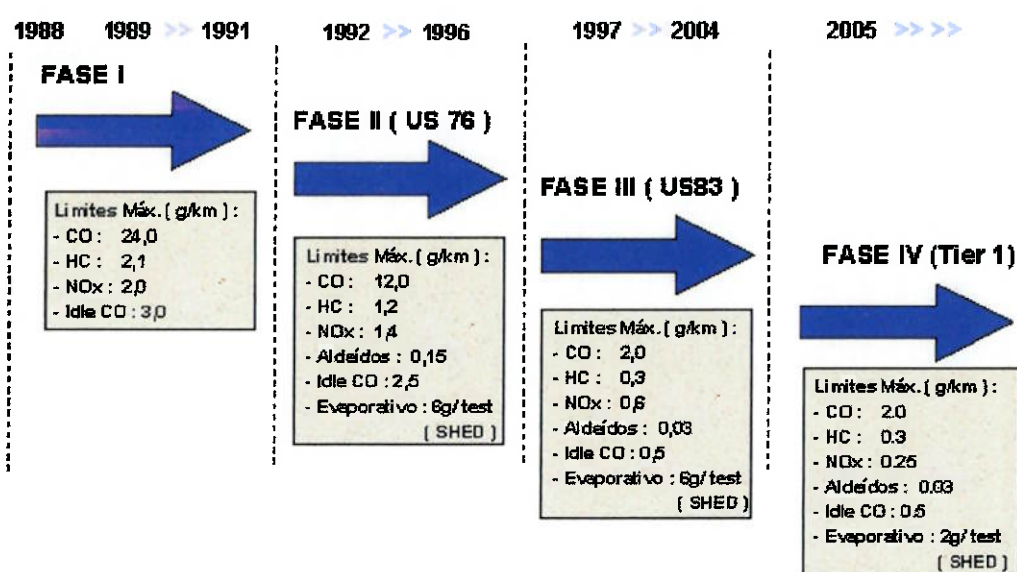 1988 1989 >> 1991
1992 >> 1996
1997 >> 2004
2005 >> >>
FASE I
Limites Máx. ( g/km ) :
- CO : 24,0
- HC : 2,1
- NOx : 2,0
- Idle CO : 3,0
FASE II ( US 76 )
Limites Máx. ( g/km ) :
- CO : 12,0
- HC : 1,2
- NOx : 1,4
- Aldeídos : 0,15
- Idle CO : 2,5
- Evaporativo : 6g/test
( SHED )
FASE III ( US83 )
Limites Máx. ( g/km ) :
- CO : 2,0
- HC : 0,3
- NOx : 0,6
- Aldeídos : 0,03
- Idle CO : 0,5
- Evaporativo : 6g/test
( SHED )
FASE IV (Tier 1)
Limites Máx. ( g/km ) :
- CO : 2.0
- HC : 0.3
- NOx : 0.25
- Aldeídos : 0.03
- Idle CO : 0.5
- Evaporativo : 2g/test
( SHED )